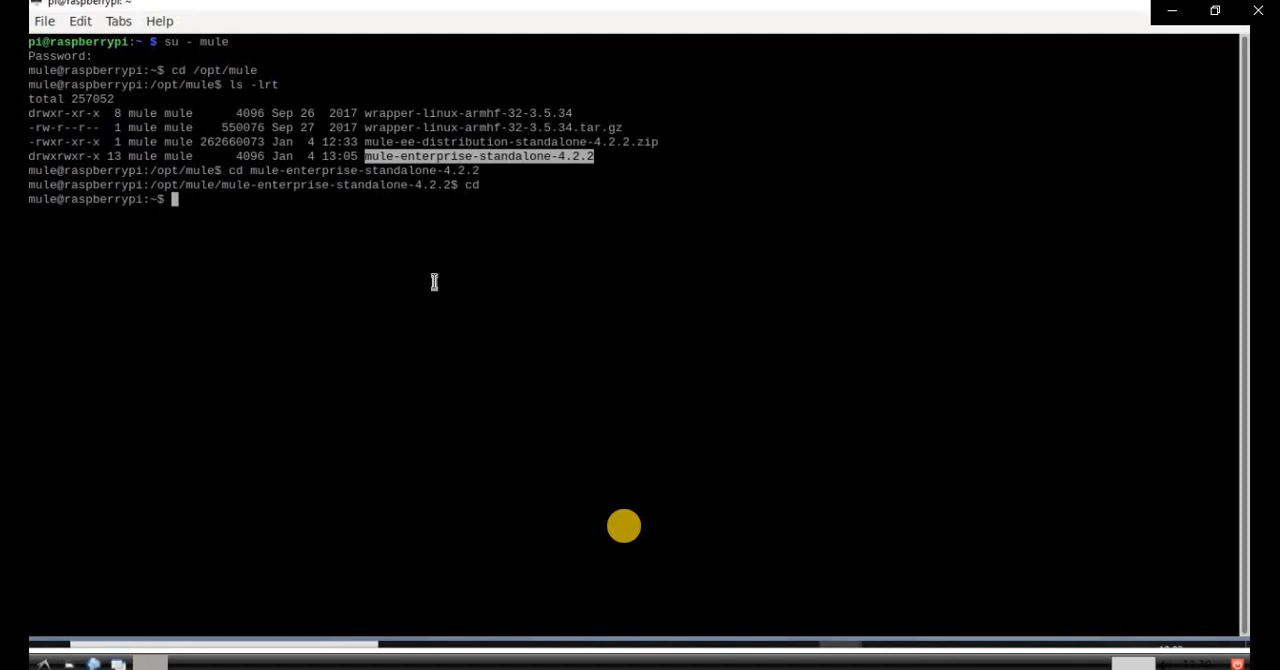 pi@raspberrypi: ~
File Edit Tabs Help
pi@raspberrypi:~ $ su - mule
Password:
mule@raspberrypi:~$ cd /opt/mule
mule@raspberrypi:/opt/mule$ ls -lrt
total 257052
drwxr-xr-x 8 mule mule 4096 Sep 26 2017 wrapper-linux-armhf-32-3.5.34
-rw-r--r-- 1 mule mule 550076 Sep 27 2017 wrapper-linux-armhf-32-3.5.34.tar.gz
-rwxr-xr-x 1 mule mule 262660073 Jan 4 12:33 mule-ee-distribution-standalone-4.2.2.zip
drwxrwxr-x 13 mule mule 4096 Jan 4 13:05 mule-enterprise-standalone-4.2.2
mule@raspberrypi:/opt/mule$ cd mule-enterprise-standalone-4.2.2
mule@raspberrypi:/opt/mule/mule-enterprise-standalone-4.2.2$ cd
mule@raspberrypi:~$